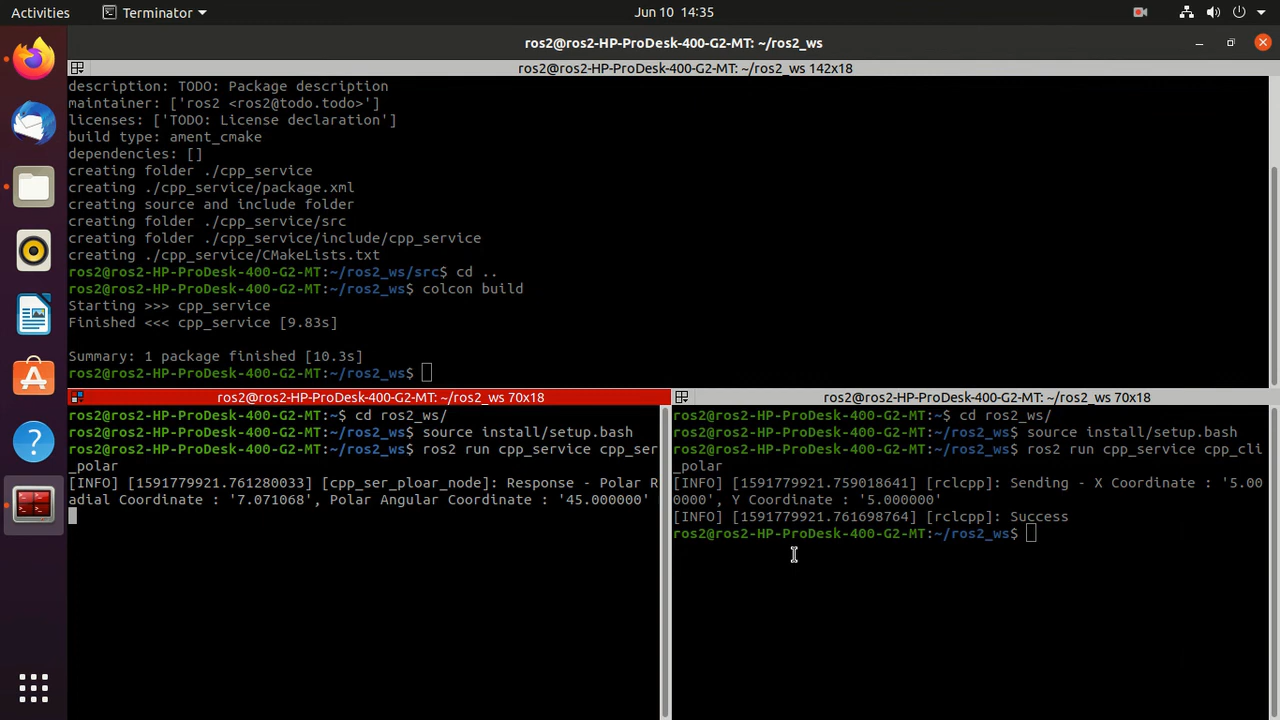 Activities
Terminator
Jun 10 14:35
ros2@ros2-HP-ProDesk-400-G2-MT: ~/ros2_ws
ros2@ros2-HP-ProDesk-400-G2-MT: ~/ros2_ws 142x18
description: TODO: Package description
maintainer: ['ros2 <ros2@todo.todo>']
licenses: ['TODO: License declaration']
build type: ament_cmake
dependencies: []
creating folder ./cpp_service
creating ./cpp_service/package.xml
creating source and include folder
creating folder ./cpp_service/src
creating folder ./cpp_service/include/cpp_service
creating ./cpp_service/CMakeLists.txt
ros2@ros2-HP-ProDesk-400-G2-MT:~/ros2_ws/src$ cd ..
ros2@ros2-HP-ProDesk-400-G2-MT:~/ros2_ws$ colcon build
Starting >>> cpp_service
Finished <<< cpp_service [9.83s]
Summary: 1 package finished [10.3s]
ros2@ros2-HP-ProDesk-400-G2-MT:~/ros2_ws$
ros2@ros2-HP-ProDesk-400-G2-MT: ~/ros2_ws 70x18
ros2@ros2-HP-ProDesk-400-G2-MT:~$ cd ros2_ws/
ros2@ros2-HP-ProDesk-400-G2-MT:~/ros2_ws$ source install/setup.bash
ros2@ros2-HP-ProDesk-400-G2-MT:~/ros2_ws$ ros2 run cpp_service cpp_ser
_polar
[INFO] [1591779921.761280033] [cpp_ser_ploar_node]: Response - Polar R
adial Coordinate : '7.071068', Polar Angular Coordinate : '45.000000'
ros2@ros2-HP-ProDesk-400-G2-MT: ~/ros2_ws 70x18
ros2@ros2-HP-ProDesk-400-G2-MT:~$ cd ros2_ws/
ros2@ros2-HP-ProDesk-400-G2-MT:~/ros2_ws$ source install/setup.bash
ros2@ros2-HP-ProDesk-400-G2-MT:~/ros2_ws$ ros2 run cpp_service cpp_cli
_polar
[INFO] [1591779921.759018641] [rclcpp]: Sending - X Coordinate : '5.00
0000', Y Coordinate : '5.000000'
[INFO] [1591779921.761698764] [rclcpp]: Success
ros2@ros2-HP-ProDesk-400-G2-MT:~/ros2_ws$